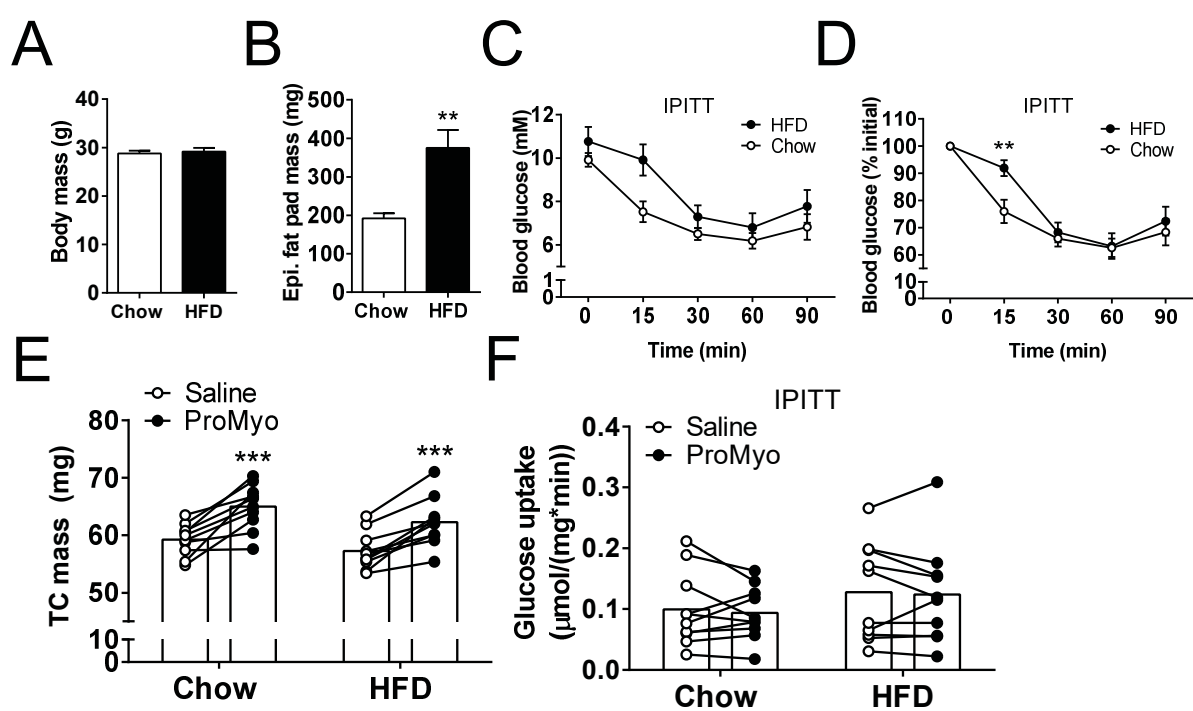 A
Body mass (g)
40
30
20
10
0
Chow HFD
B
Epi. fat pad mass (mg)
500
400
300
200
100
0
**
Chow HFD
C
IPITT
Blood glucose (mM)
12
10
8
6
1
0
HFD
Chow
0 15 30 60 90
Time (min)
D
IPITT
Blood glucose (% initial)
110
100
90
80
70
60
10
0
**
HFD
Chow
0 15 30 60 90
Time (min)
E
Saline
ProMyo
TC mass (mg)
80
70
60
50
10
0
***
***
Chow HFD
F
IPITT
Saline
ProMyo
Glucose uptake
(μmol/(mg*min))
0.4
0.3
0.2
0.1
0.0
Chow HFD